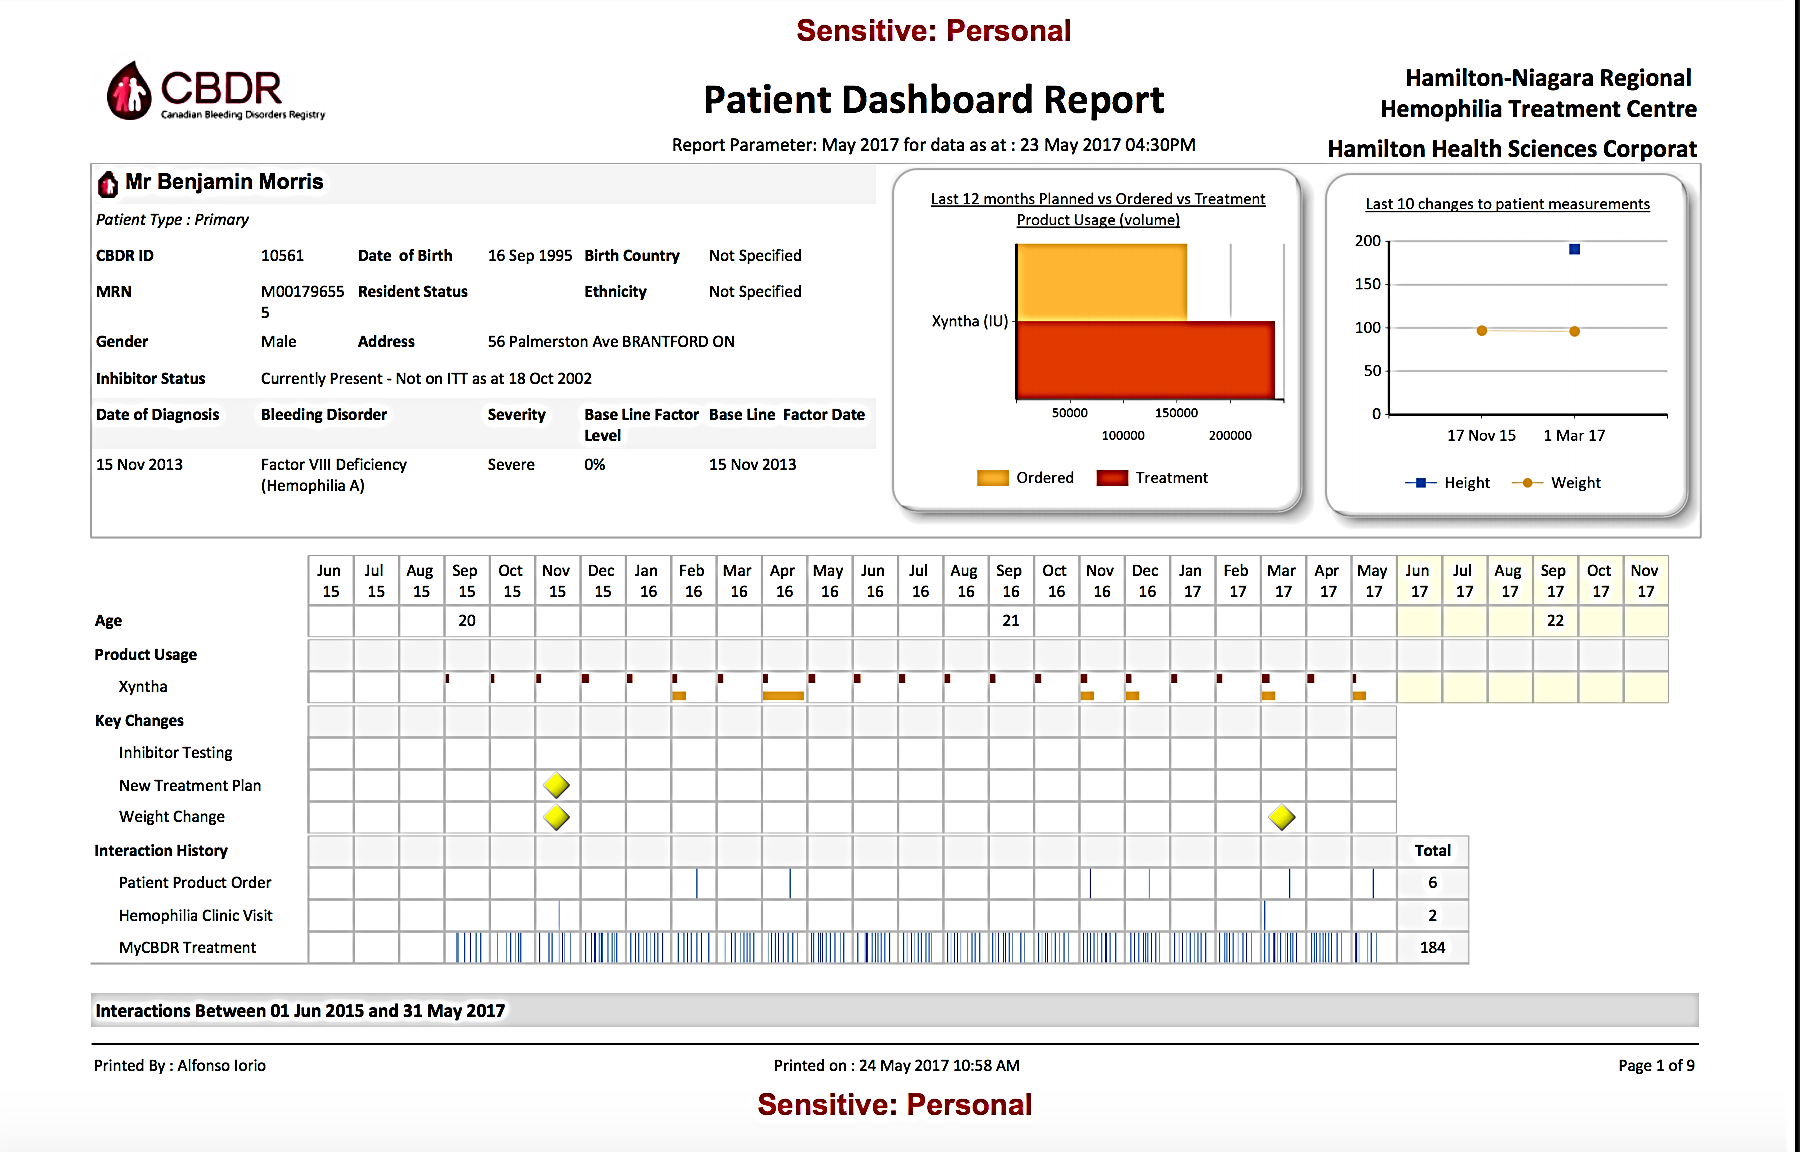 Sensitive: Personal
CBDR
Canadian Bleeding Disorders Registry
Patient Dashboard Report
Report Parameter: May 2017 for data as at : 23 May 2017 04:30PM
Hamilton-Niagara Regional
Hemophilia Treatment Centre
Hamilton Health Sciences Corporat
Mr Benjamin Morris
Patient Type : Primary
CBDR ID 10561 Date of Birth 16 Sep 1995 Birth Country Not Specified
MRN M00179655 Resident Status Ethnicity Not Specified
5
Gender Male Address 56 Palmerston Ave BRANTFORD ON
Inhibitor Status Currently Present - Not on ITT as at 18 Oct 2002
Date of Diagnosis Bleeding Disorder Severity Base Line Factor Base Line Factor Date
Level
15 Nov 2013 Factor VIII Deficiency Severe 0% 15 Nov 2013
(Hemophilia A)
Last 12 months Planned vs Ordered vs Treatment
Product Usage (volume)
Xyntha (IU)
50000 150000
100000 200000
Ordered Treatment
Last 10 changes to patient measurements
200
150
100
50
0
17 Nov 15 1 Mar 17
Height Weight
Jun Jul Aug Sep Oct Nov Dec Jan Feb Mar Apr May Jun Jul Aug Sep Oct Nov Dec Jan Feb Mar Apr May Jun Jul Aug Sep Oct Nov
15 15 15 15 15 15 15 16 16 16 16 16 16 16 16 16 16 16 16 17 17 17 17 17 17 17 17 17 17 17
Age 20 21 22
Product Usage
Xyntha
Key Changes
Inhibitor Testing
New Treatment Plan
Weight Change
Interaction History Total
Patient Product Order 6
Hemophilia Clinic Visit 2
MyCBDR Treatment 184
Interactions Between 01 Jun 2015 and 31 May 2017
Printed By : Alfonso Iorio Printed on : 24 May 2017 10:58 AM Page 1 of 9
Sensitive: Personal